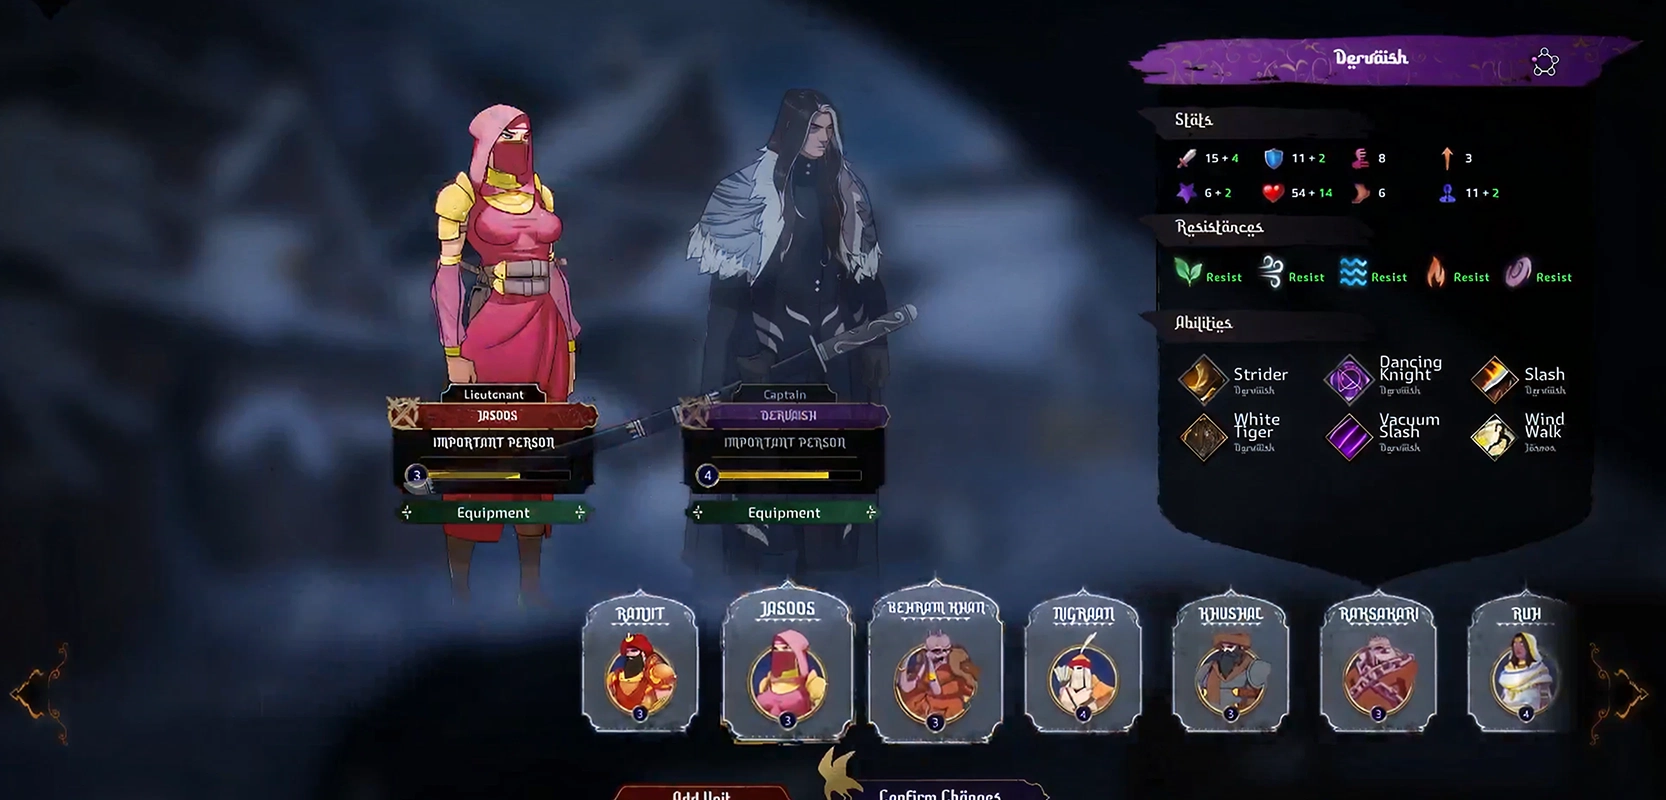 Dervaish
Stats
15 + 4
11 + 2
8
3
6 + 2
54 + 14
6
11 + 2
Resistances
Resist
Resist
Resist
Resist
Resist
Abilities
Strider
Dervaish
Dancing
Knight
Dervaish
Slash
Dervaish
White
Tiger
Dervaish
Vacuum
Slash
Dervaish
Wind
Walk
Jasoos
Lieutenant
JASOOS
IMPORTANT PERSON
3
Equipment
Captain
DERVAISH
IMPORTANT PERSON
4
Equipment
RANJIT
3
JASOOS
3
BEHRAM KHAN
3
NIGRAAN
4
KHUSHAL
3
RAKSAKARI
3
RUH
4
Add Unit
Confirm Changes